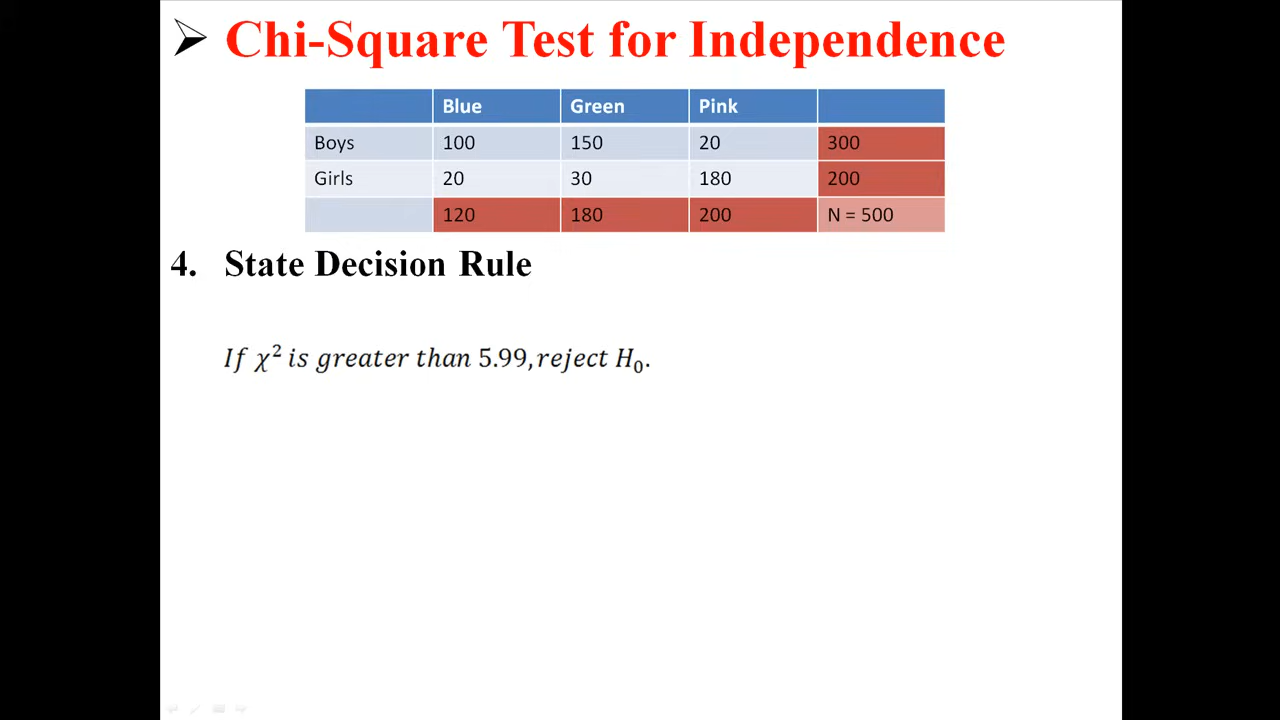 Chi-Square Test for Independence
Blue Green Pink
Boys 100 150 20 300
Girls 20 30 180 200
120 180 200 N = 500
4. State Decision Rule
If χ² is greater than 5.99, reject H₀.